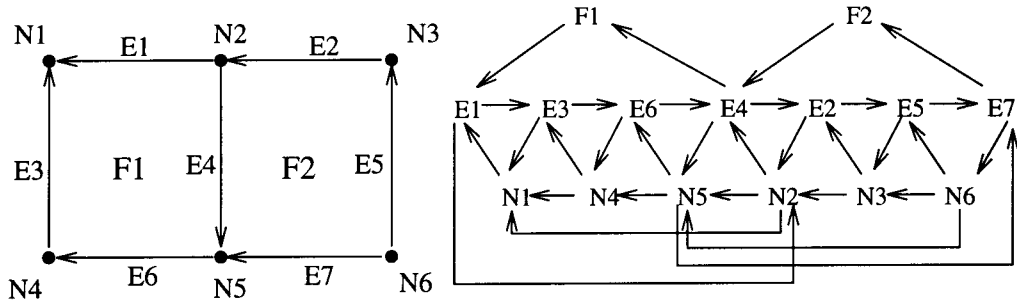 N1 N2 N3
E1 E2
E3 F1 E4 F2 E5
N4 E6 N5 E7 N6
F1 F2
E1 E3 E6 E4 E2 E5 E7
N1 N4 N5 N2 N3 N6